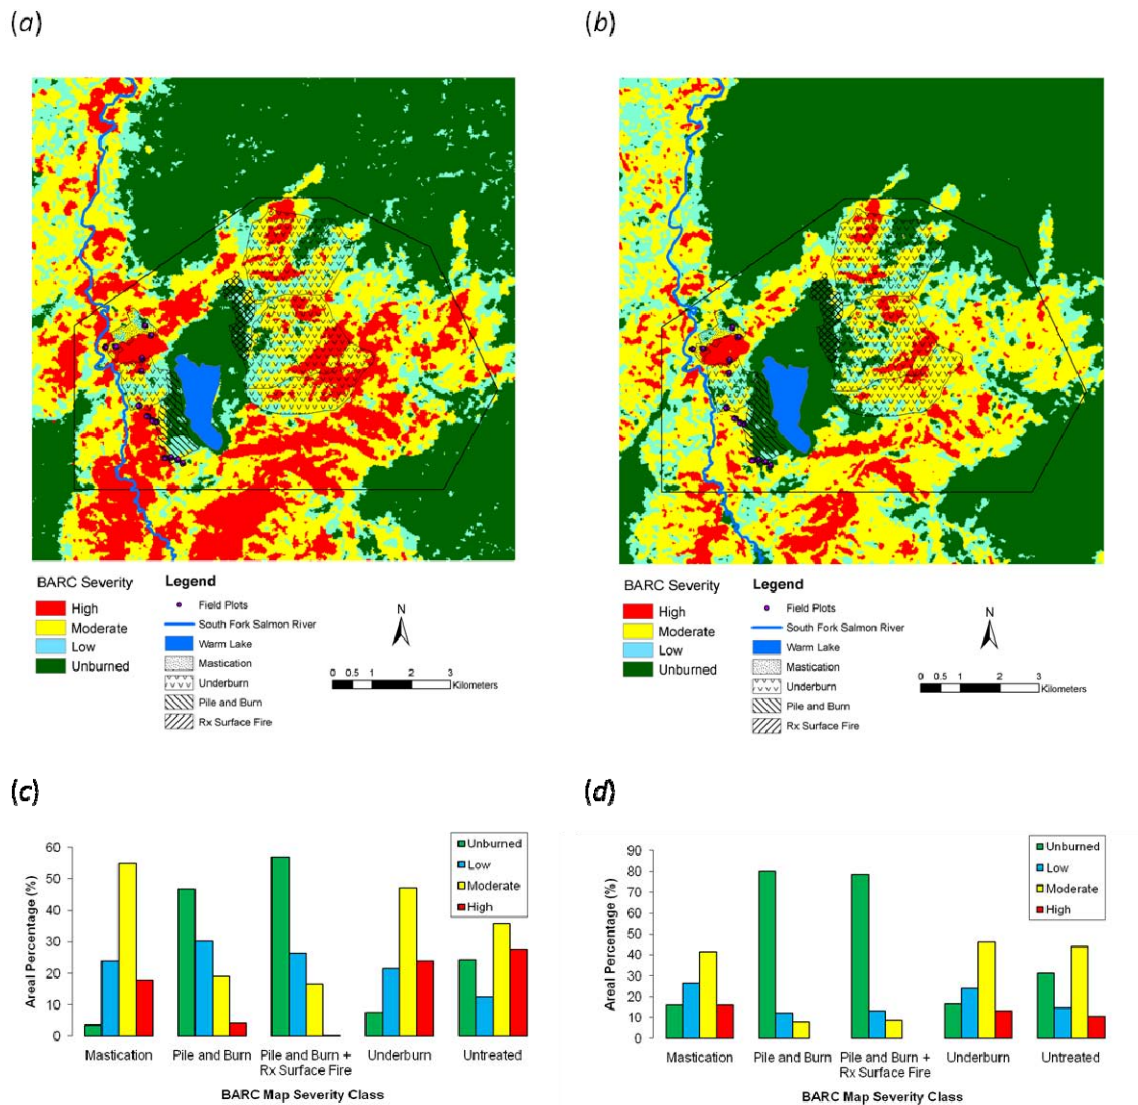 (a)
(b)
BARC Severity
High
Moderate
Low
Unburned
Legend
Field Plots
South Fork Salmon River
Warm Lake
Mastication
Underburn
Pile and Burn
Rx Surface Fire
N
0 0.5 1 2 3
Kilometers
BARC Severity
High
Moderate
Low
Unburned
Legend
Field Plots
South Fork Salmon River
Warm Lake
Mastication
Underburn
Pile and Burn
Rx Surface Fire
N
0 0.5 1 2 3
Kilometers
(c)
Areal Percentage (%)
60
50
40
30
20
10
0
Unburned
Low
Moderate
High
Mastication
Pile and Burn
Pile and Burn +
Rx Surface Fire
Underburn
Untreated
BARC Map Severity Class
(d)
Areal Percentage (%)
90
80
70
60
50
40
30
20
10
0
Unburned
Low
Moderate
High
Mastication
Pile and Burn
Pile and Burn +
Rx Surface Fire
Underburn
Untreated
BARC Map Severity Class